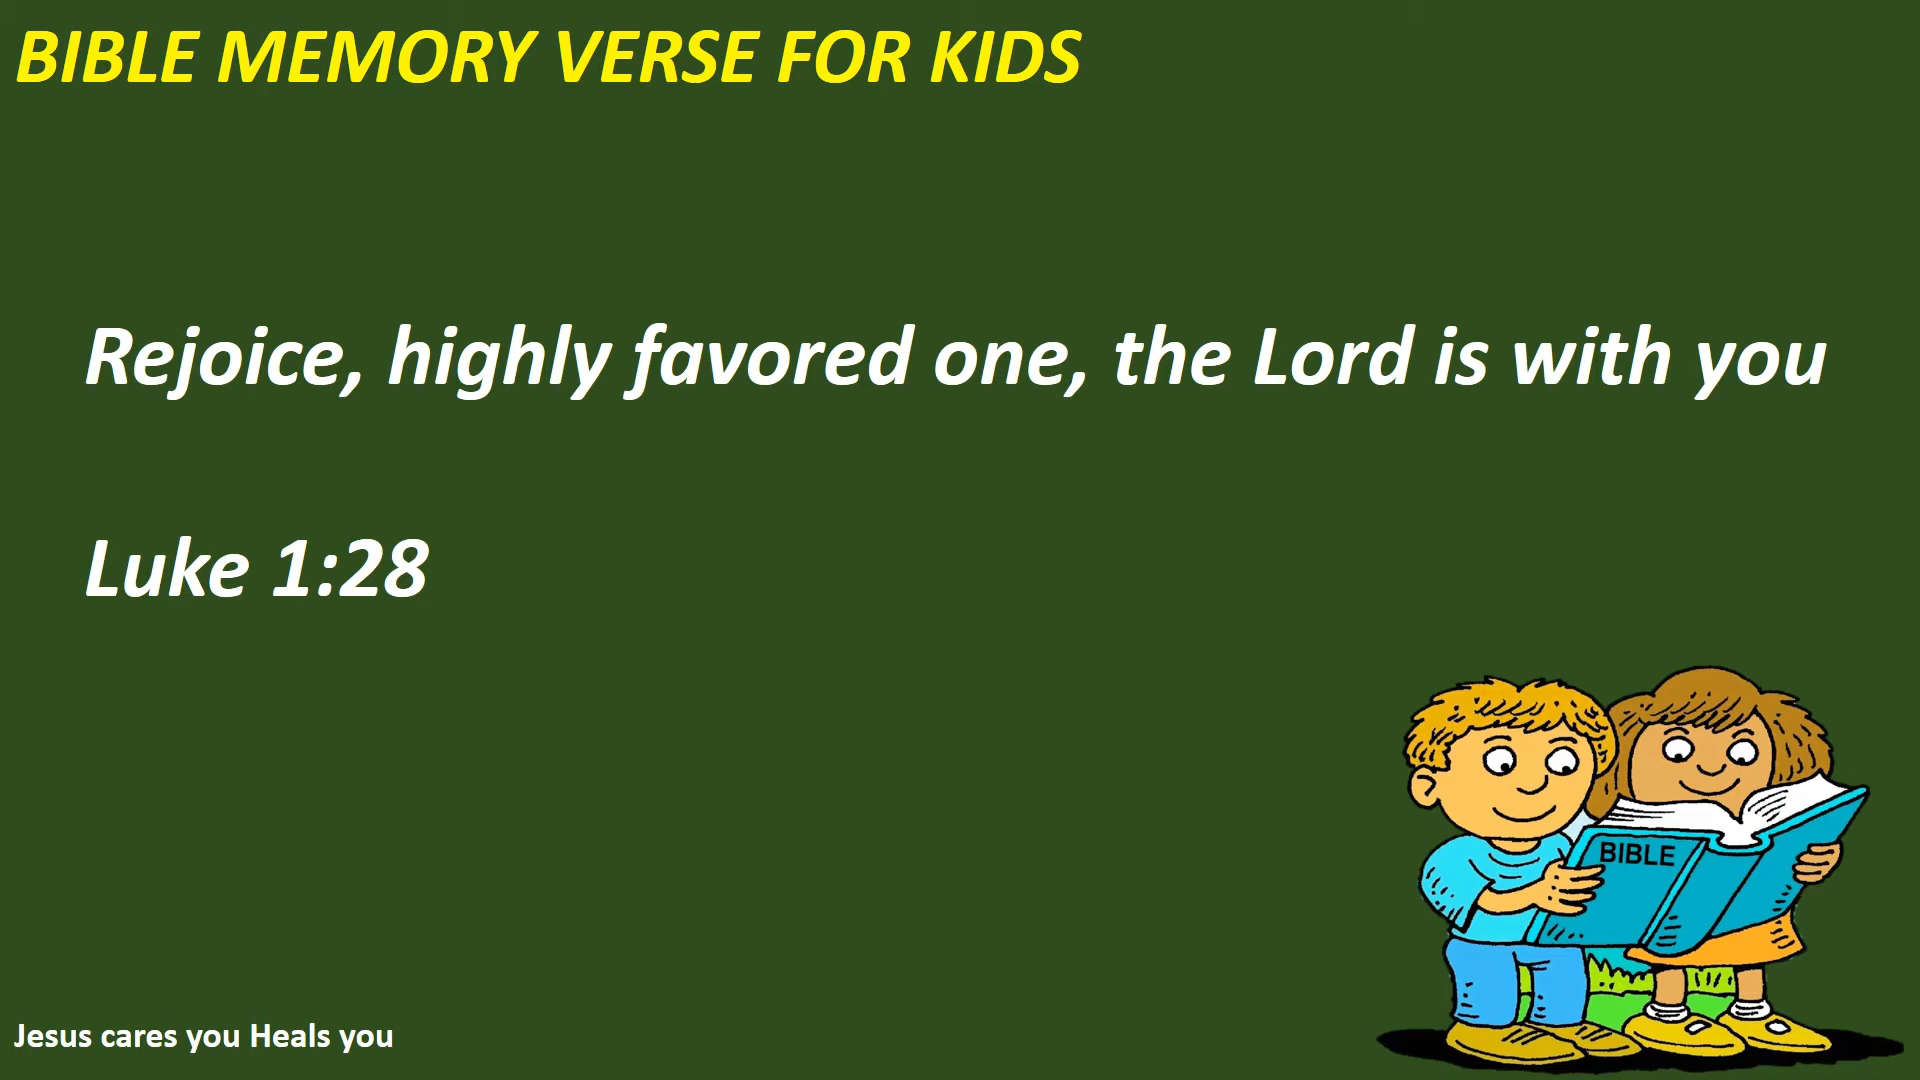 BIBLE MEMORY VERSE FOR KIDS
Rejoice, highly favored one, the Lord is with you
Luke 1:28
BIBLE
Jesus cares you Heals you